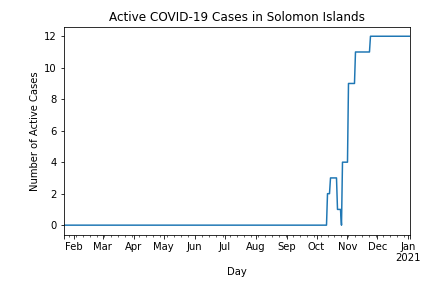 Active COVID-19 Cases in Solomon Islands
12
10
8
6
4
2
0
Number of Active Cases
Feb Mar Apr May Jun Jul Aug Sep Oct Nov Dec Jan
2021
Day